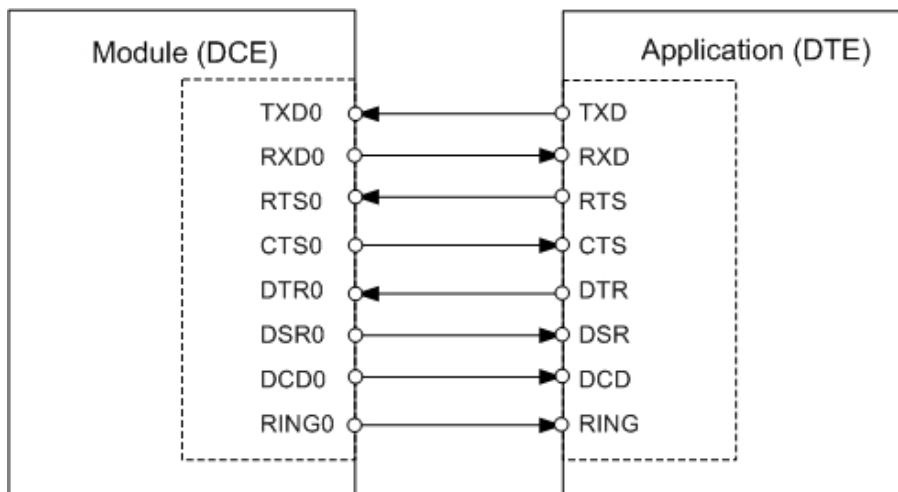 Module (DCE) Application (DTE)
TXD0 TXD
RXD0 RXD
RTS0 RTS
CTS0 CTS
DTR0 DTR
DSR0 DSR
DCD0 DCD
RING0 RING